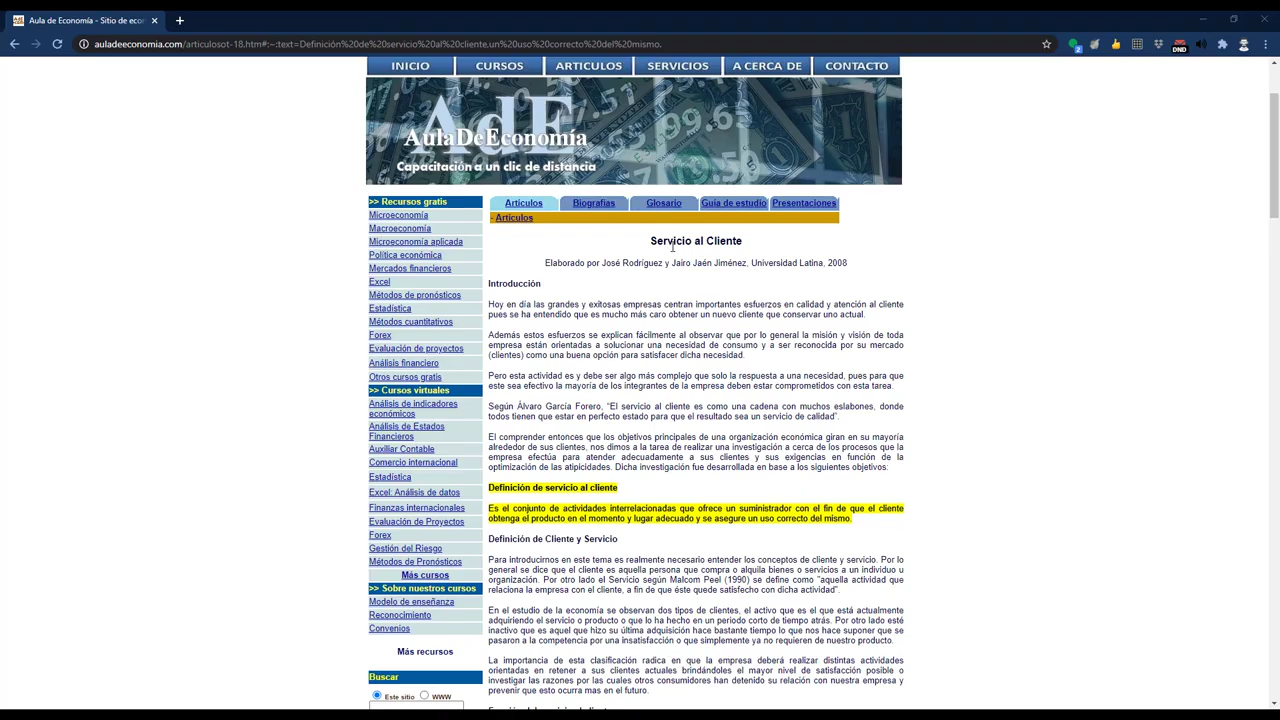 Aula de Economía - Sitio de econ
auladeeconomia.com/articulosot-18.htm#:~:text=Definición%20de%20servicio%20al%20cliente,un%20uso%20correcto%20del%20mismo.
2
DND
INICIO CURSOS ARTICULOS SERVICIOS A CERCA DE CONTACTO
AdE
99.6
AulaDeEconomía
Capacitación a un clic de distancia
>> Recursos gratis
Microeconomía
Macroeconomía
Microeconomía aplicada
Política económica
Mercados financieros
Excel
Métodos de pronósticos
Estadística
Métodos cuantitativos
Forex
Evaluación de proyectos
Análisis financiero
Otros cursos gratis
>> Cursos virtuales
Análisis de indicadores
económicos
Análisis de Estados
Financieros
Auxiliar Contable
Comercio internacional
Estadística
Excel: Análisis de datos
Finanzas internacionales
Evaluación de Proyectos
Forex
Gestión del Riesgo
Métodos de Pronósticos
Más cursos
>> Sobre nuestros cursos
Modelo de enseñanza
Reconocimiento
Convenios
Más recursos
Buscar
Este sitio WWW
Artículos Biografías Glosario Guía de estudio Presentaciones
- Artículos
Servicio al Cliente
Elaborado por José Rodríguez y Jairo Jaén Jiménez, Universidad Latina, 2008
Introducción
Hoy en día las grandes y exitosas empresas centran importantes esfuerzos en calidad y atención al cliente
pues se ha entendido que es mucho más caro obtener un nuevo cliente que conservar uno actual.
Además estos esfuerzos se explican fácilmente al observar que por lo general la misión y visión de toda
empresa están orientadas a solucionar una necesidad de consumo y a ser reconocida por su mercado
(clientes) como una buena opción para satisfacer dicha necesidad.
Pero esta actividad es y debe ser algo más complejo que solo la respuesta a una necesidad, pues para que
este sea efectivo la mayoría de los integrantes de la empresa deben estar comprometidos con esta tarea.
Según Álvaro García Forero, "El servicio al cliente es como una cadena con muchos eslabones, donde
todos tienen que estar en perfecto estado para que el resultado sea un servicio de calidad".
El comprender entonces que los objetivos principales de una organización económica giran en su mayoría
alrededor de sus clientes, nos dimos a la tarea de realizar una investigación a cerca de los procesos que la
empresa efectúa para atender adecuadamente a sus clientes y sus exigencias en función de la
optimización de las atipicidades. Dicha investigación fue desarrollada en base a los siguientes objetivos:
Definición de servicio al cliente
Es el conjunto de actividades interrelacionadas que ofrece un suministrador con el fin de que el cliente
obtenga el producto en el momento y lugar adecuado y se asegure un uso correcto del mismo.
Definición de Cliente y Servicio
Para introducirnos en este tema es realmente necesario entender los conceptos de cliente y servicio. Por lo
general se dice que el cliente es aquella persona que compra o alquila bienes o servicios a un individuo u
organización. Por otro lado el Servicio según Malcom Peel (1990) se define como "aquella actividad que
relaciona la empresa con el cliente, a fin de que éste quede satisfecho con dicha actividad".
En el estudio de la economía se observan dos tipos de clientes, el activo que es el que está actualmente
adquiriendo el servicio o producto o que lo ha hecho en un periodo corto de tiempo atrás. Por otro lado esté
inactivo que es aquel que hizo su última adquisición hace bastante tiempo lo que nos hace suponer que se
pasaron a la competencia por una insatisfacción o que simplemente ya no requieren de nuestro producto.
La importancia de esta clasificación radica en que la empresa deberá realizar distintas actividades
orientadas en retener a sus clientes actuales brindándoles el mayor nivel de satisfacción posible o
investigar las razones por las cuales otros consumidores han detenido su relación con nuestra empresa y
prevenir que esto ocurra mas en el futuro.